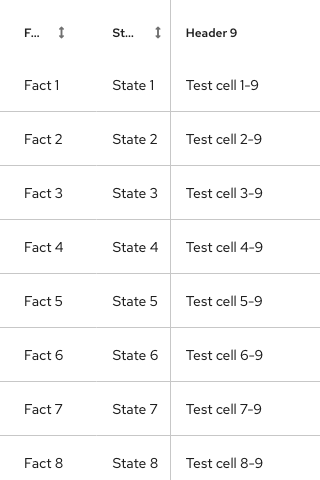 F... St... Header 9
Fact 1 State 1 Test cell 1-9
Fact 2 State 2 Test cell 2-9
Fact 3 State 3 Test cell 3-9
Fact 4 State 4 Test cell 4-9
Fact 5 State 5 Test cell 5-9
Fact 6 State 6 Test cell 6-9
Fact 7 State 7 Test cell 7-9
Fact 8 State 8 Test cell 8-9